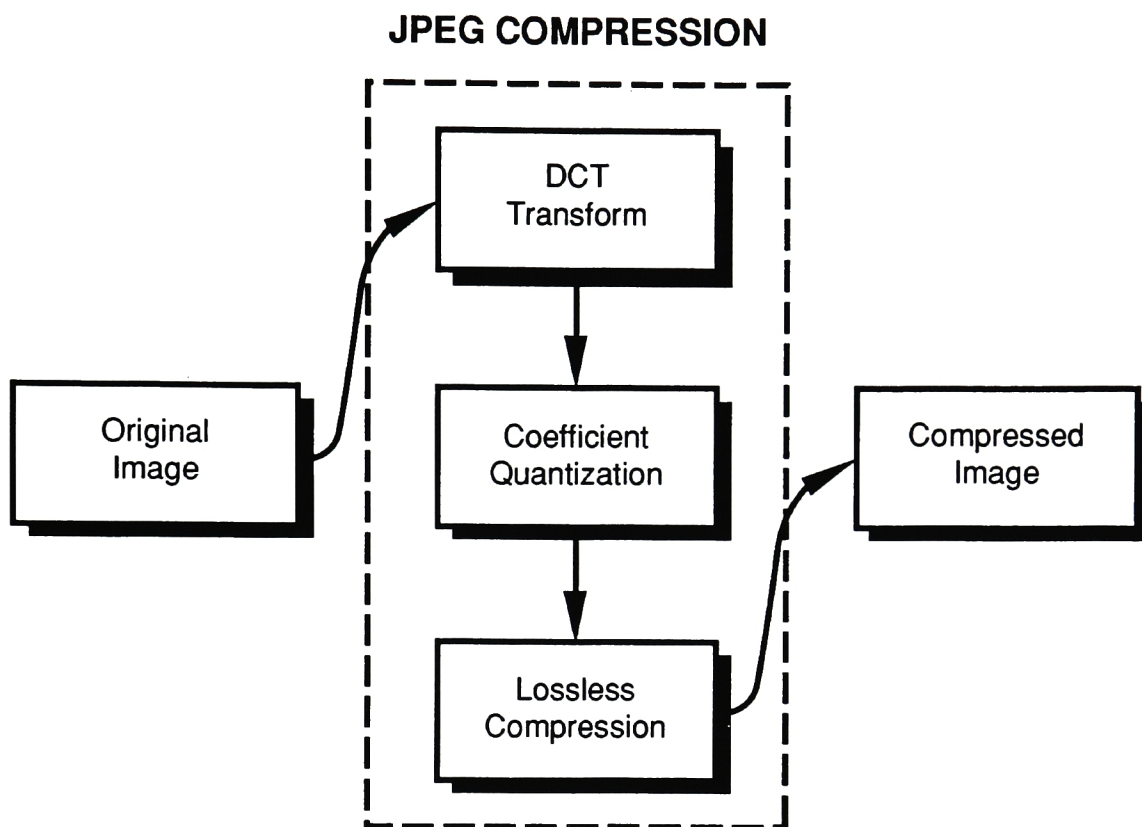 JPEG COMPRESSION
DCT
Transform
Original
Image
Coefficient
Quantization
Compressed
Image
Lossless
Compression